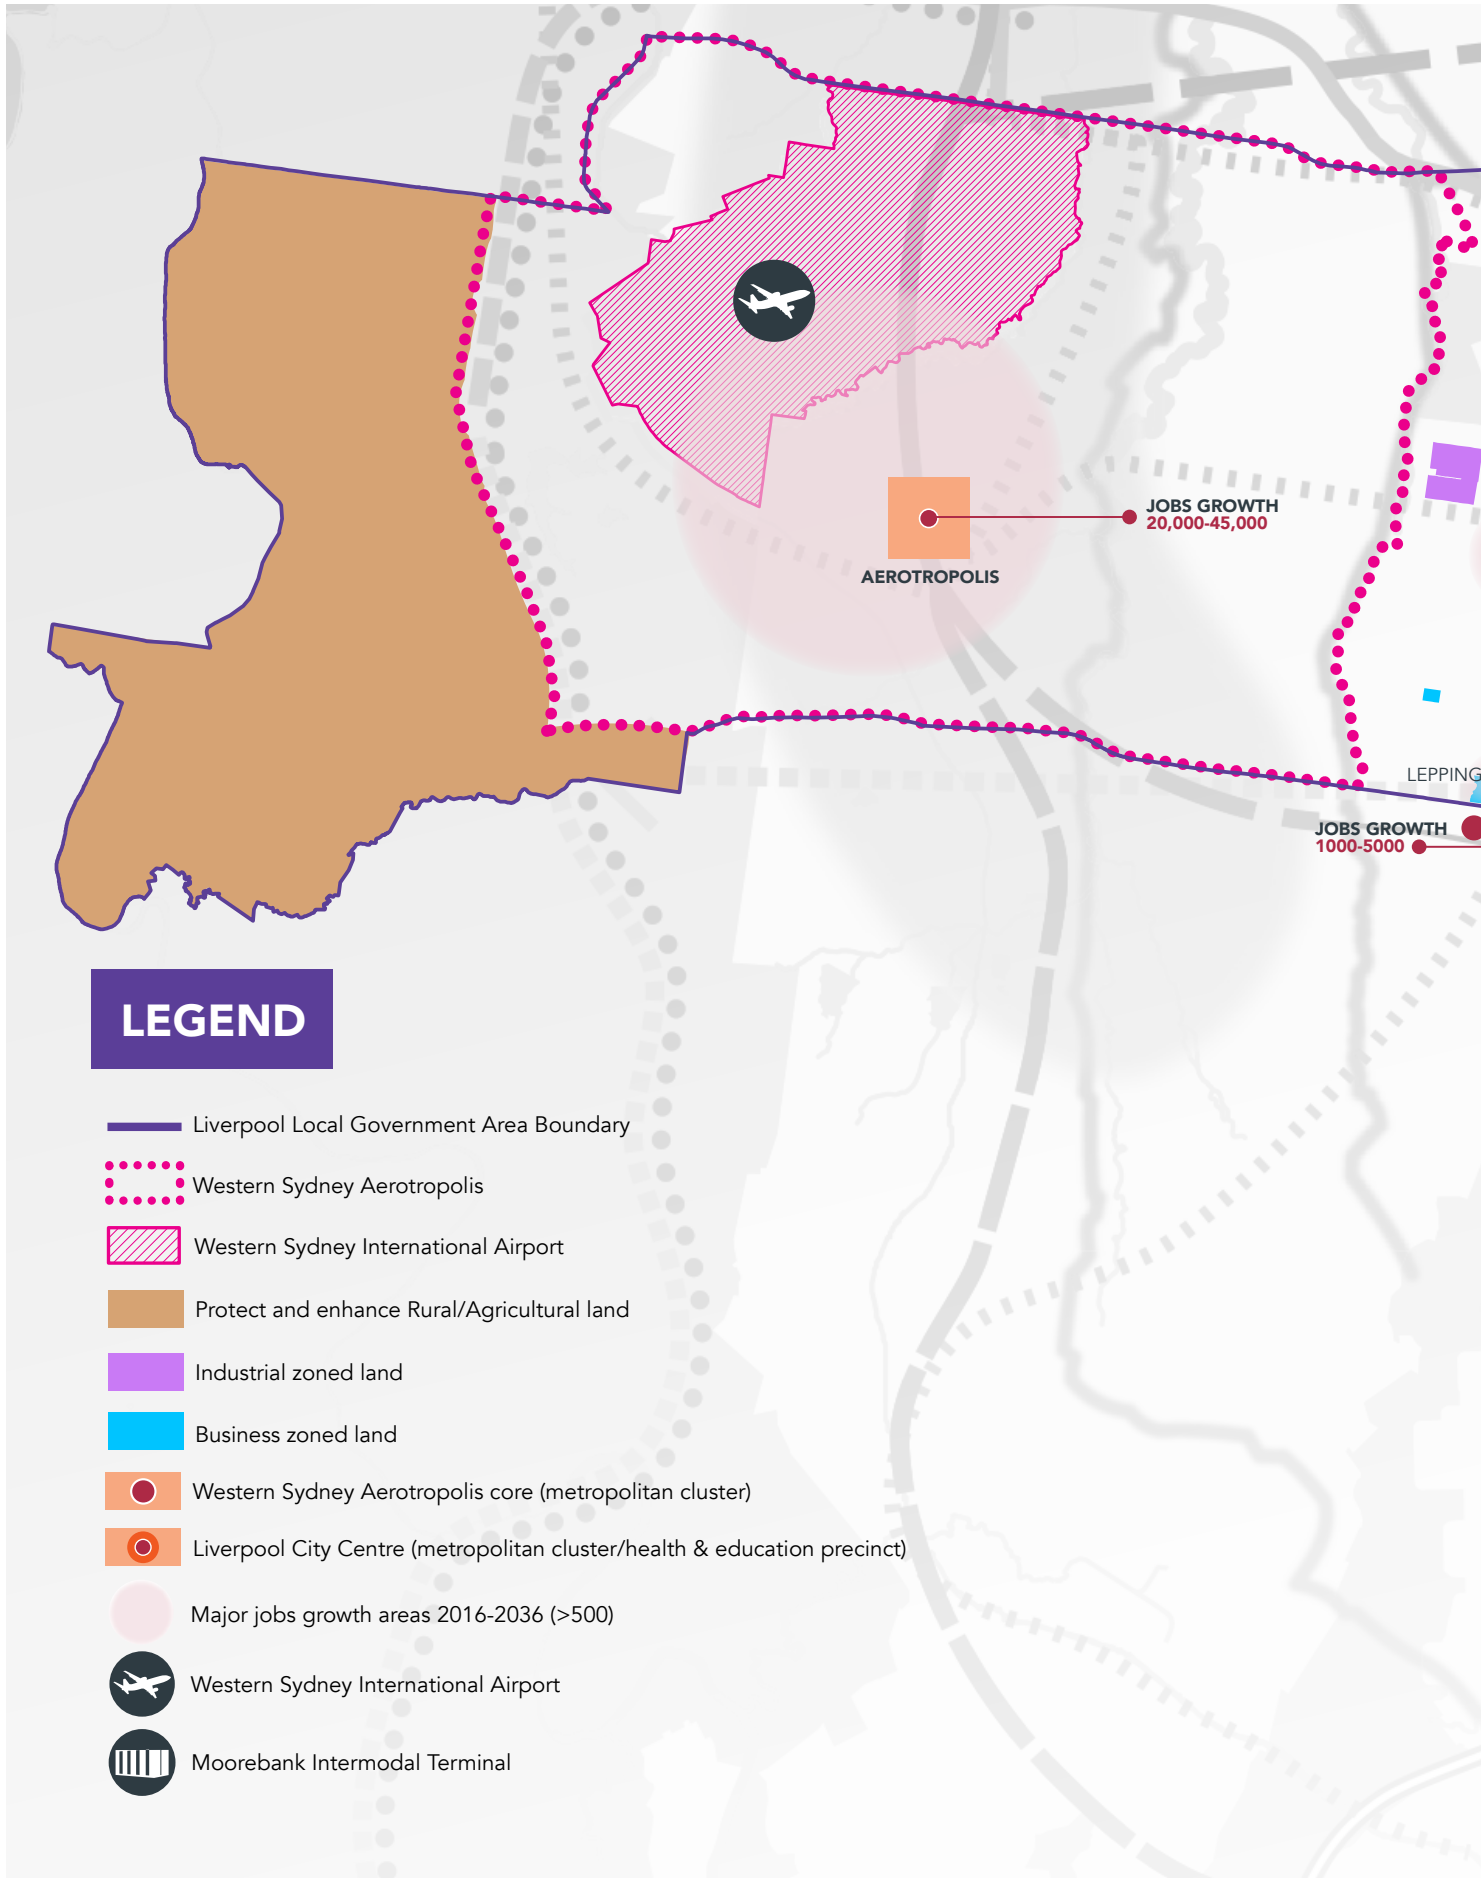 JOBS GROWTH
20,000-45,000
AEROTROPOLIS
LEPPING
JOBS GROWTH
1000-5000
LEGEND
Liverpool Local Government Area Boundary
Western Sydney Aerotropolis
Western Sydney International Airport
Protect and enhance Rural/Agricultural land
Industrial zoned land
Business zoned land
Western Sydney Aerotropolis core (metropolitan cluster)
Liverpool City Centre (metropolitan cluster/health & education precinct)
Major jobs growth areas 2016-2036 (>500)
Western Sydney International Airport
Moorebank Intermodal Terminal